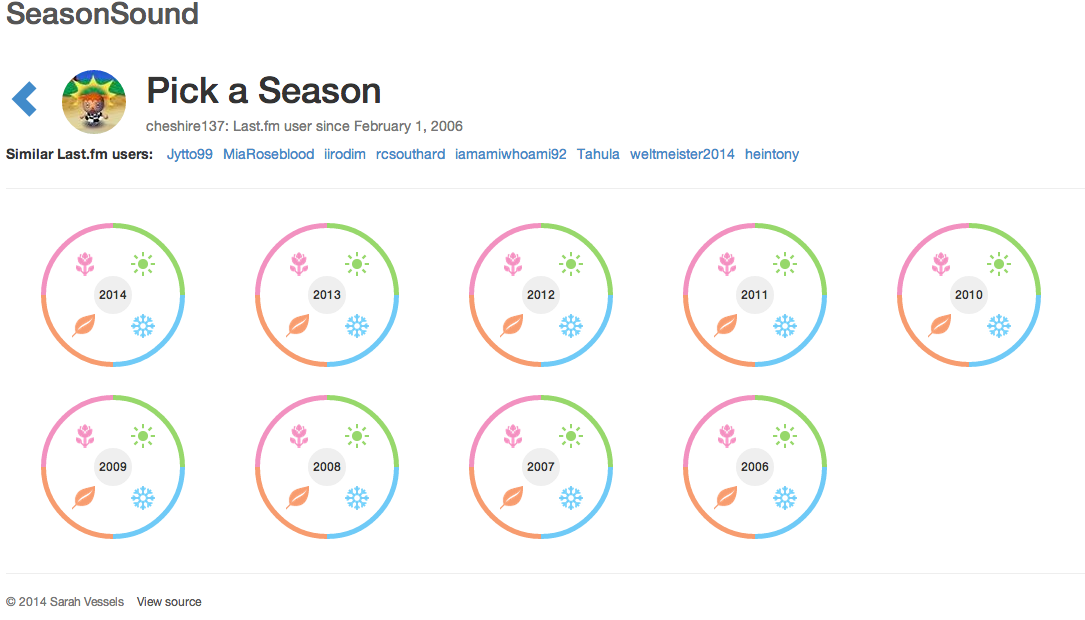 SeasonSound
Pick a Season
cheshire137: Last.fm user since February 1, 2006
Similar Last.fm users: Jytto99 MiaRoseblood iirodim rcsouthard iamamiwhoami92 Tahula weltmeister2014 heintony
2014 2013 2012 2011 2010
2009 2008 2007 2006
© 2014 Sarah Vessels View source